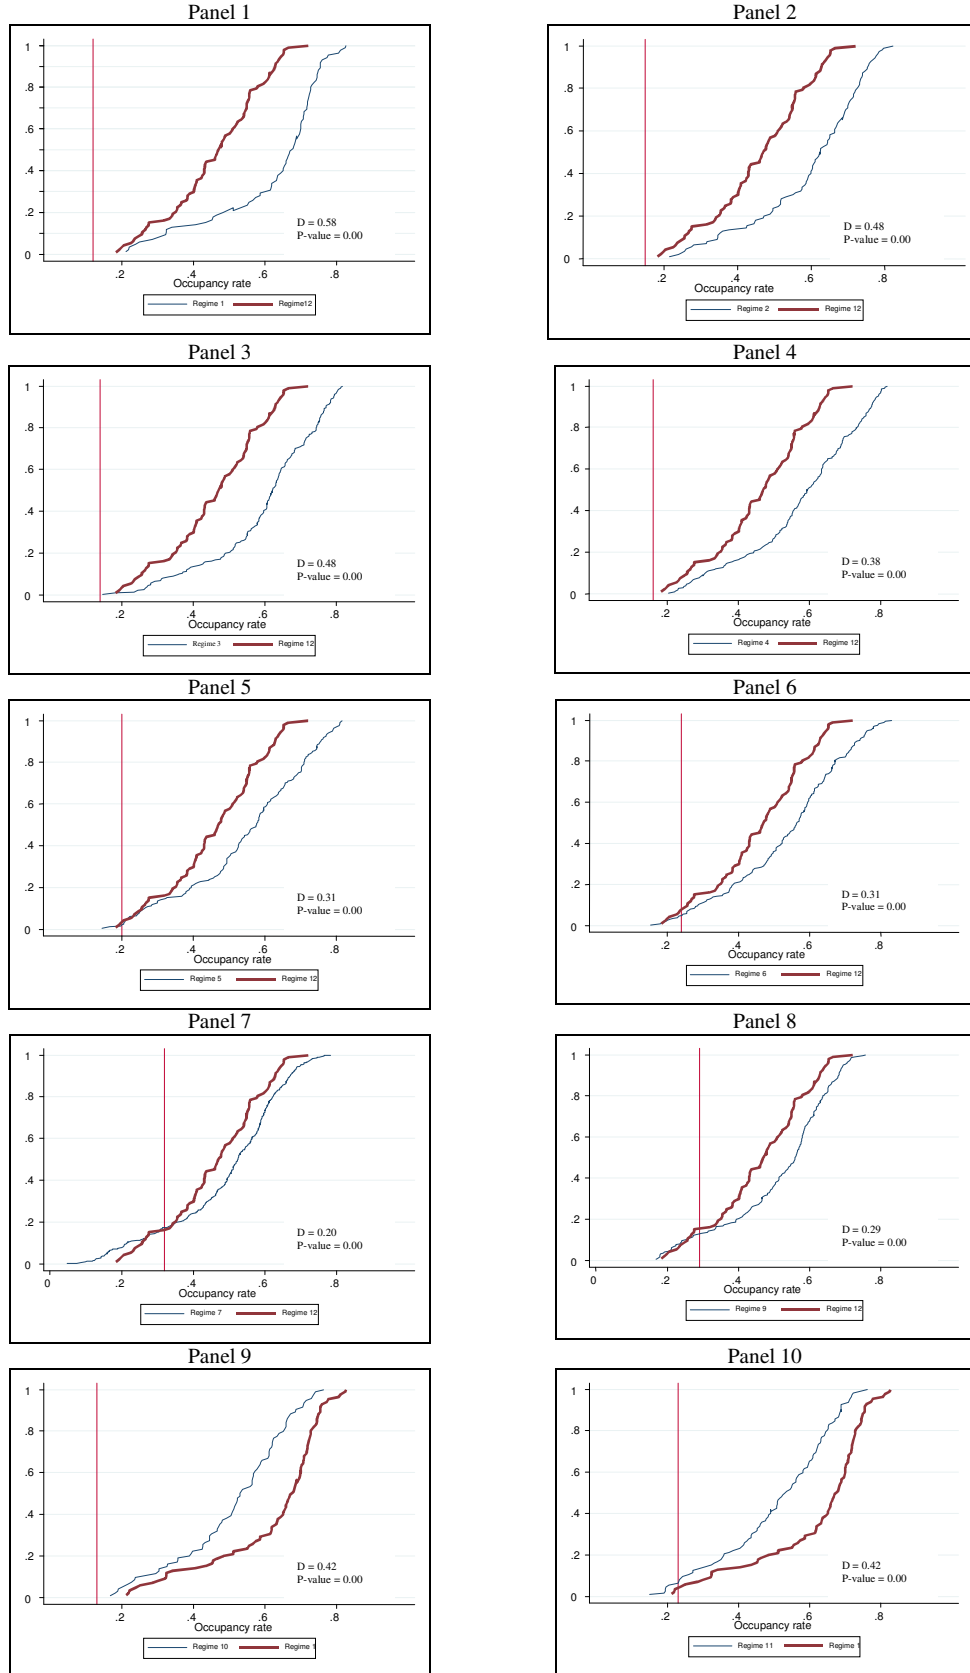 Panel 1
1
.8
.6
.4
.2
0
D = 0.58
P-value = 0.00
.2 .4 .6 .8
Occupancy rate
Regime 1 Regime12
Panel 2
1
.8
.6
.4
.2
0
D = 0.48
P-value = 0.00
.2 .4 .6 .8
Occupancy rate
Regime 2 Regime 12
Panel 3
1
.8
.6
.4
.2
0
D = 0.48
P-value = 0.00
.2 .4 .6 .8
Occupancy rate
Regime 3 Regime 12
Panel 4
1
.8
.6
.4
.2
0
D = 0.38
P-value = 0.00
.2 .4 .6 .8
Occupancy rate
Regime 4 Regime 12
Panel 5
1
.8
.6
.4
.2
0
D = 0.31
P-value = 0.00
.2 .4 .6 .8
Occupancy rate
Regime 5 Regime 12
Panel 6
1
.8
.6
.4
.2
0
D = 0.31
P-value = 0.00
.2 .4 .6 .8
Occupancy rate
Regime 6 Regime 12
Panel 7
1
.8
.6
.4
.2
0
D = 0.20
P-value = 0.00
0 .2 .4 .6 .8
Occupancy rate
Regime 7 Regime 12
Panel 8
1
.8
.6
.4
.2
0
D = 0.29
P-value = 0.00
0 .2 .4 .6 .8
Occupancy rate
Regime 9 Regime 12
Panel 9
1
.8
.6
.4
.2
0
D = 0.42
P-value = 0.00
.2 .4 .6 .8
Occupancy rate
Regime 10 Regime 1
Panel 10
1
.8
.6
.4
.2
0
D = 0.42
P-value = 0.00
.2 .4 .6 .8
Occupancy rate
Regime 11 Regime 1